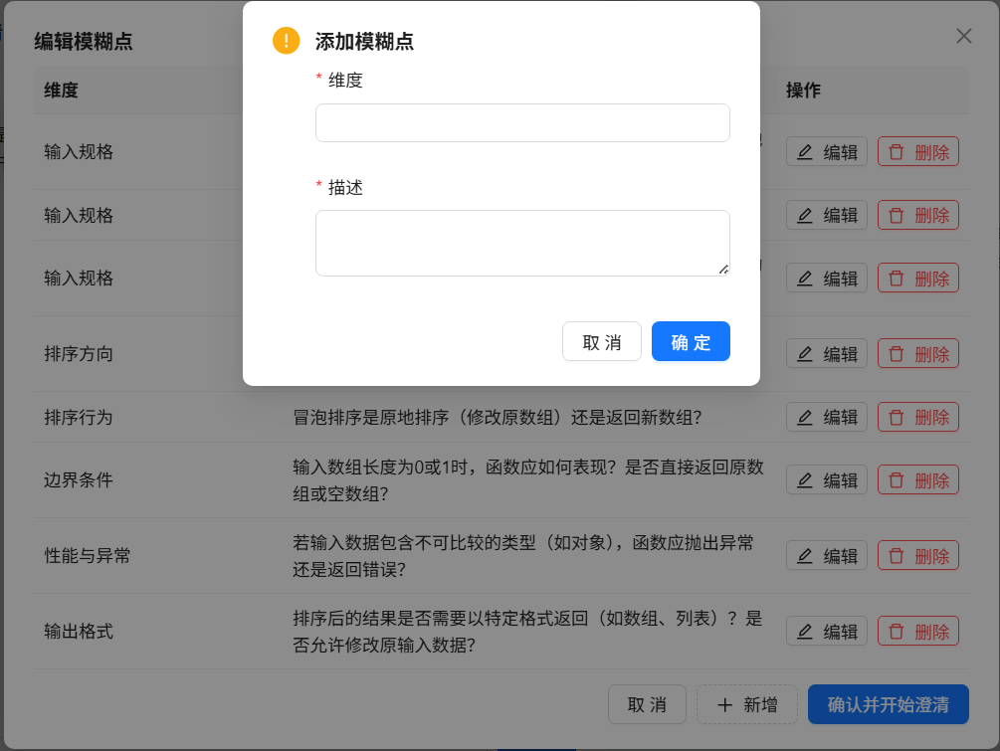 编辑模糊点
添加模糊点
* 维度
* 描述
取 消
确 定
维度
操作
输入规格
编辑
删除
输入规格
编辑
删除
输入规格
编辑
删除
排序方向
编辑
删除
排序行为
冒泡排序是原地排序（修改原数组）还是返回新数组？
编辑
删除
边界条件
输入数组长度为0或1时，函数应如何表现？是否直接返回原数
组或空数组？
编辑
删除
性能与异常
若输入数据包含不可比较的类型（如对象），函数应抛出异常
还是返回错误？
编辑
删除
输出格式
排序后的结果是否需要以特定格式返回（如数组、列表）？是
否允许修改原输入数据？
编辑
删除
取 消
新增
确认并开始澄清